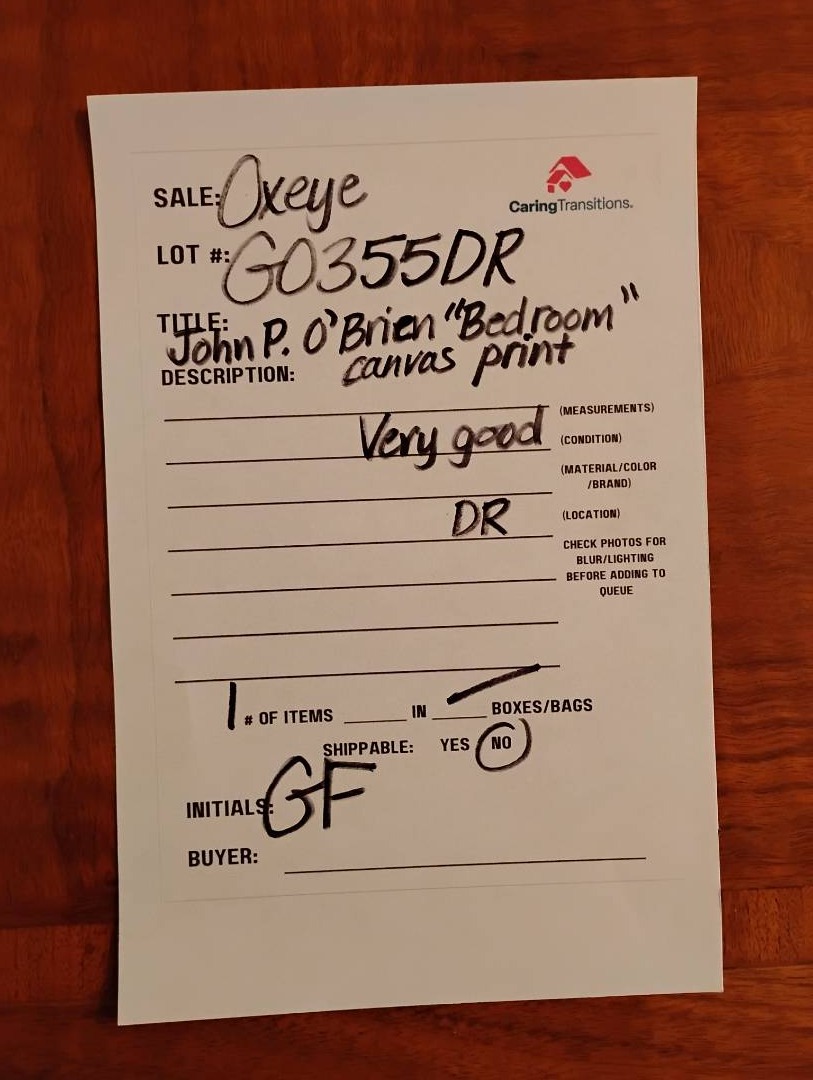 SALE: Oxeye
CaringTransitions.
LOT #: G0355DR
TITLE: John P. O'Brien "Bedroom"
canvas print
DESCRIPTION:
(MEASUREMENTS)
Very good (CONDITION)
(MATERIAL/COLOR
/BRAND)
DR (LOCATION)
CHECK PHOTOS FOR
BLUR/LIGHTING
BEFORE ADDING TO
QUEUE
1 # OF ITEMS ______ IN ______ BOXES/BAGS
SHIPPABLE: YES NO
INITIALS: GF
BUYER: